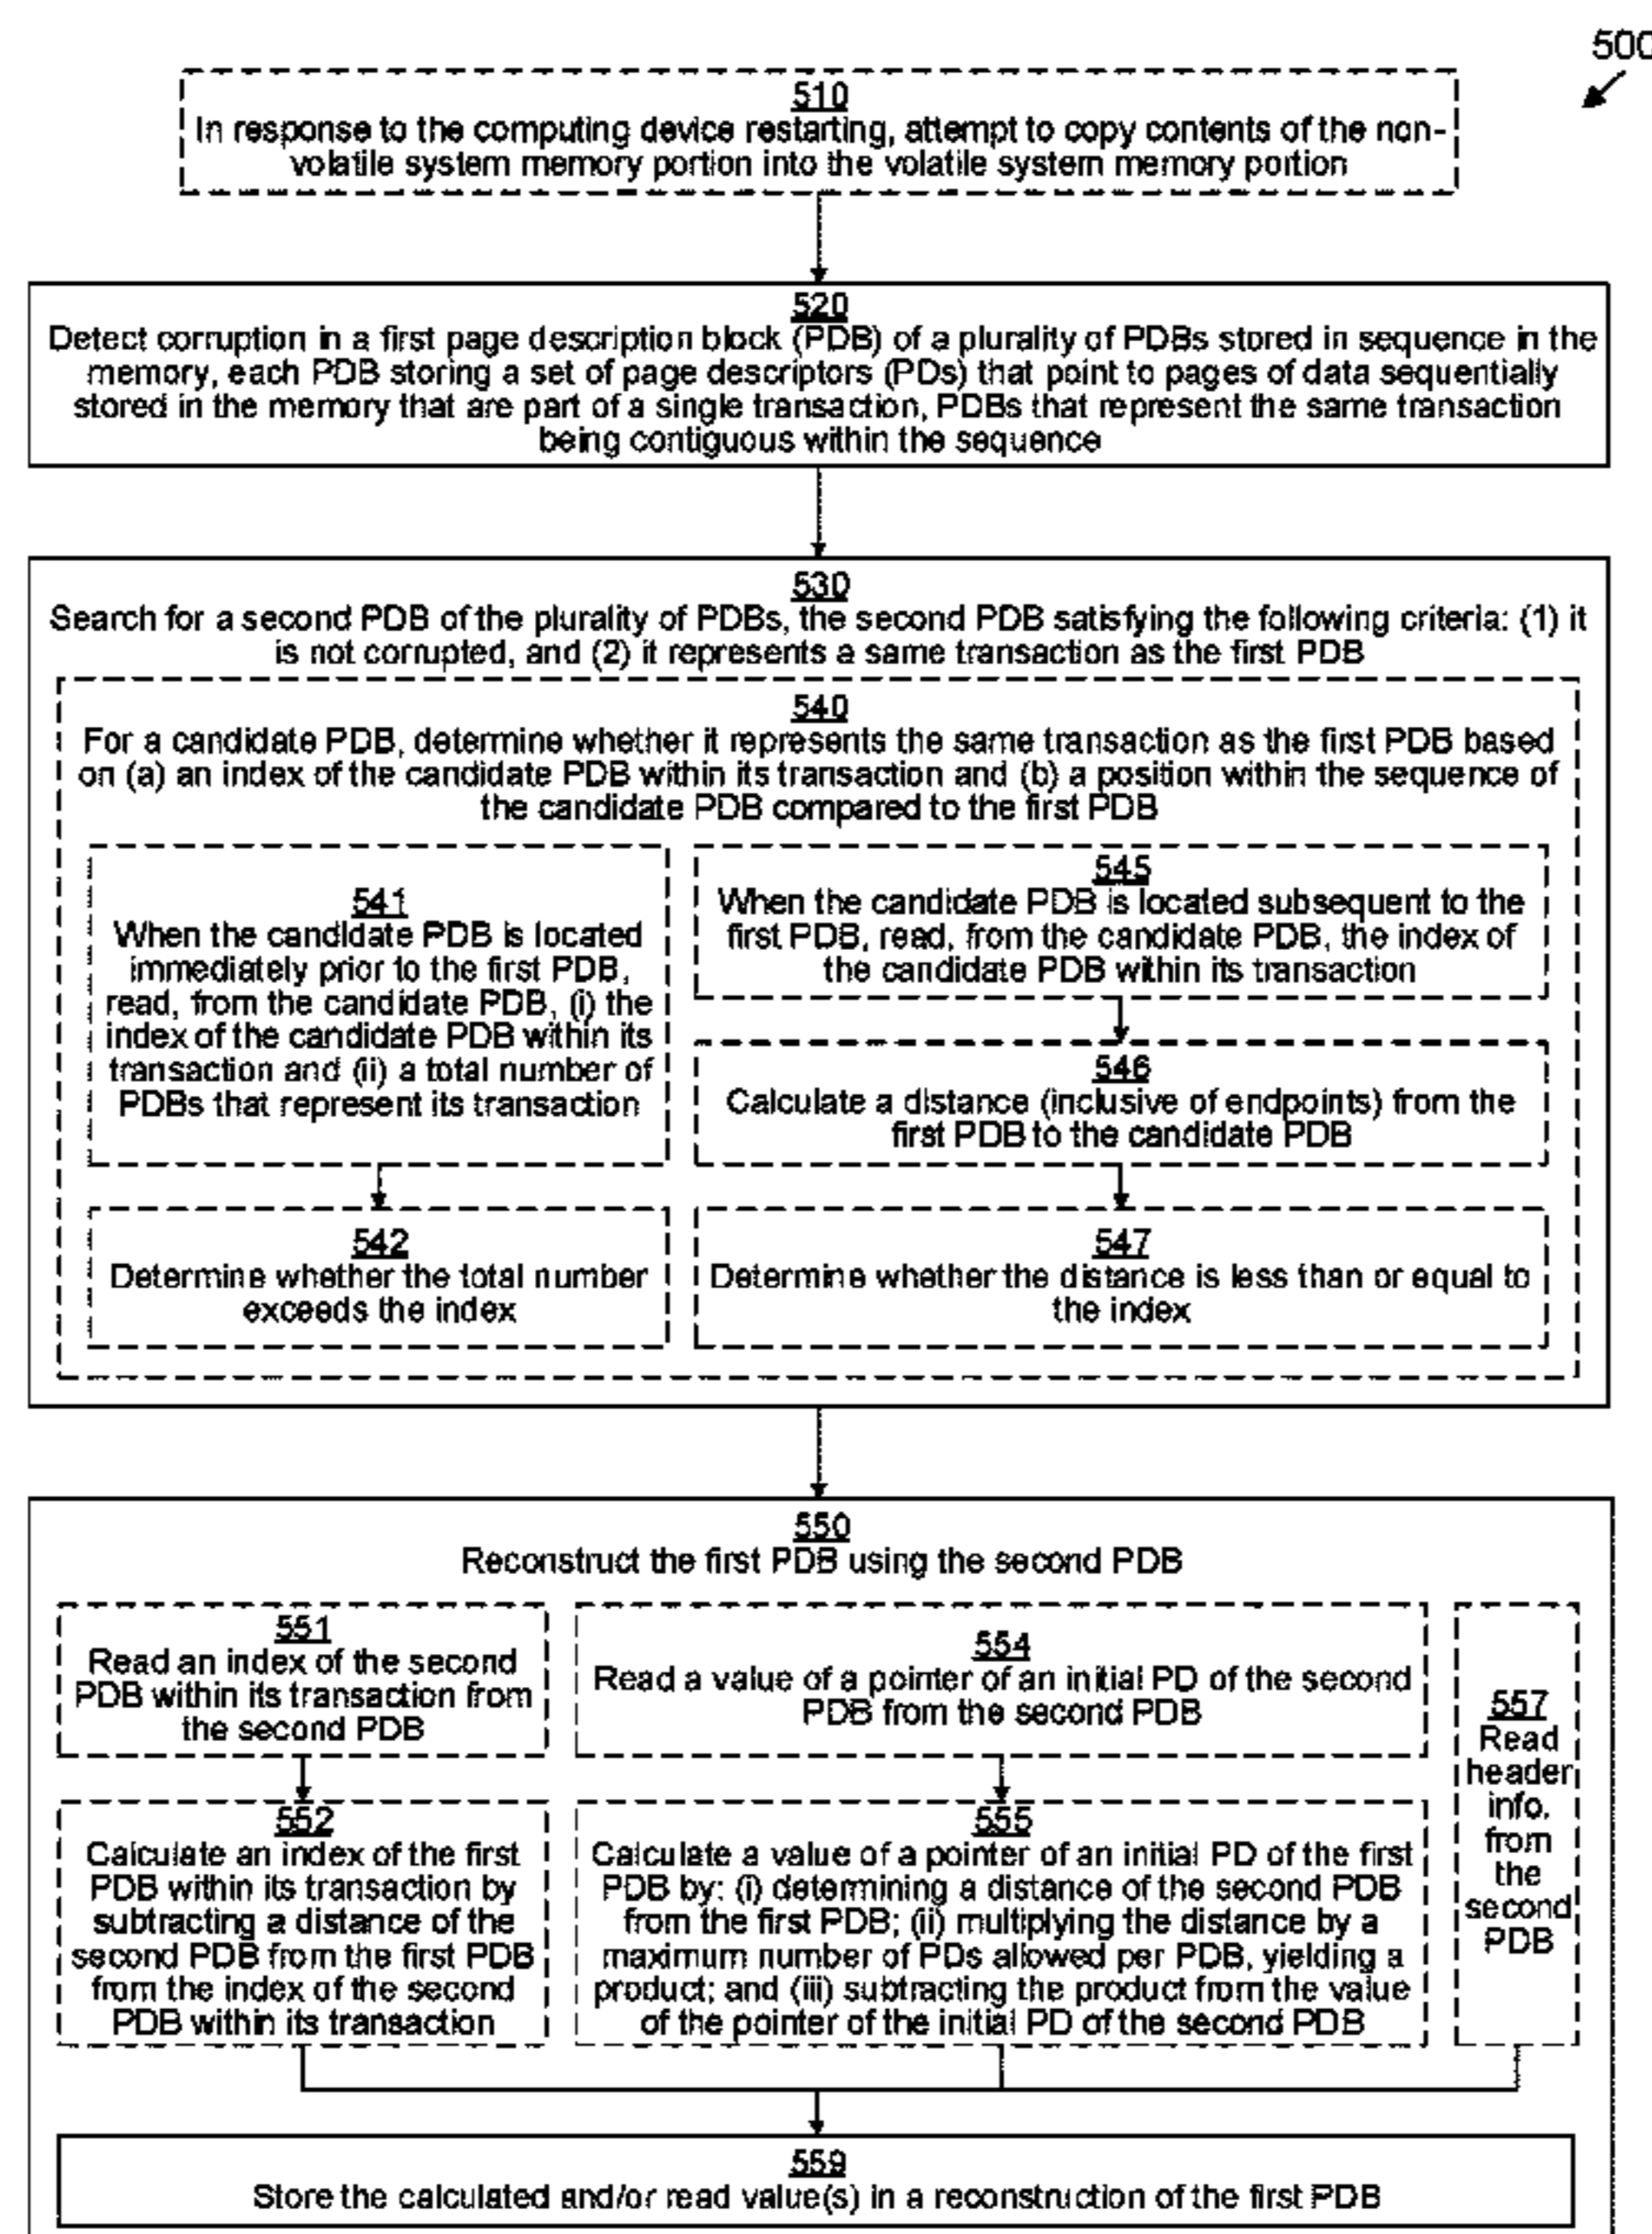 500
510
In response to the computing device restarting, attempt to copy contents of the non-
volatile system memory portion into the volatile system memory portion
520
Detect corruption in a first page description block (PDB) of a plurality of PDBs stored in sequence in the
memory, each PDB storing a set of page descriptors (PDs) that point to pages of data sequentially
stored in the memory that are part of a single transaction, PDBs that represent the same transaction
being contiguous within the sequence
530
Search for a second PDB of the plurality of PDBs, the second PDB satisfying the following criteria: (1) it
is not corrupted, and (2) it represents a same transaction as the first PDB
540
For a candidate PDB, determine whether it represents the same transaction as the first PDB based
on (a) an index of the candidate PDB within its transaction and (b) a position within the sequence of
the candidate PDB compared to the first PDB
541
When the candidate PDB is located
immediately prior to the first PDB,
read, from the candidate PDB, (i) the
index of the candidate PDB within its
transaction and (ii) a total number of
PDBs that represent its transaction
542
Determine whether the total number
exceeds the index
545
When the candidate PDB is located subsequent to the
first PDB, read, from the candidate PDB, the index of
the candidate PDB within its transaction
546
Calculate a distance (inclusive of endpoints) from the
first PDB to the candidate PDB
547
Determine whether the distance is less than or equal to
the index
550
Reconstruct the first PDB using the second PDB
551
Read an index of the second
PDB within its transaction from
the second PDB
552
Calculate an index of the first
PDB within its transaction by
subtracting a distance of the
second PDB from the first PDB
from the index of the second
PDB within its transaction
554
Read a value of a pointer of an initial PD of the second
PDB from the second PDB
555
Calculate a value of a pointer of an initial PD of the first
PDB by: (i) determining a distance of the second PDB
from the first PDB; (ii) multiplying the distance by a
maximum number of PDs allowed per PDB, yielding a
product; and (iii) subtracting the product from the value
of the pointer of the initial PD of the second PDB
557
Read
header
info.
from
the
second
PDB
559
Store the calculated and/or read value(s) in a reconstruction of the first PDB